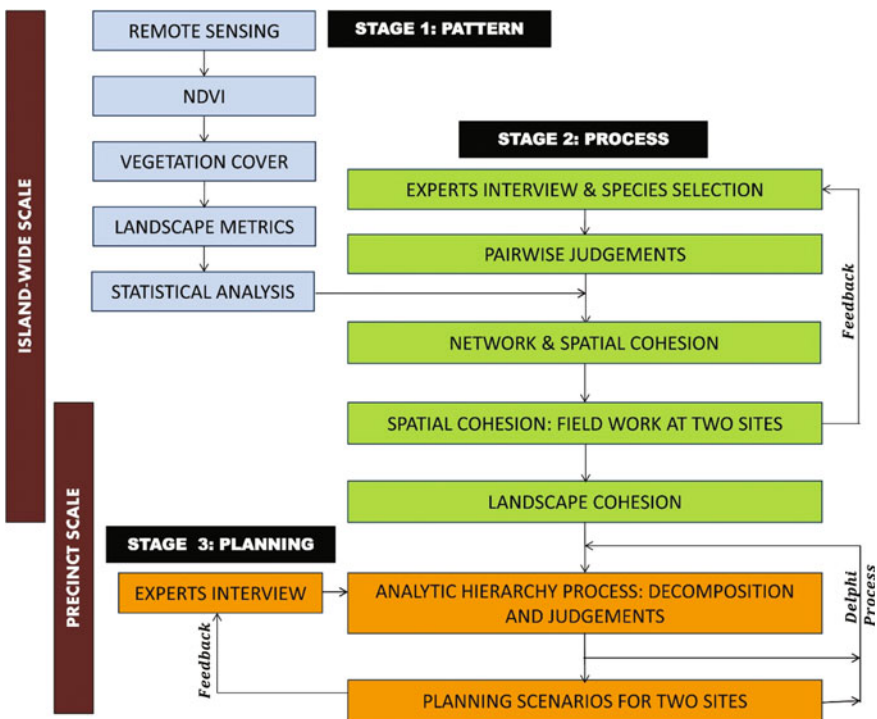 REMOTE SENSING
STAGE 1: PATTERN
NDVI
STAGE 2: PROCESS
VEGETATION COVER
EXPERTS INTERVIEW & SPECIES SELECTION
LANDSCAPE METRICS
PAIRWISE JUDGEMENTS
STATISTICAL ANALYSIS
ISLAND-WIDE SCALE
Feedback
NETWORK & SPATIAL COHESION
SPATIAL COHESION: FIELD WORK AT TWO SITES
LANDSCAPE COHESION
PRECINCT SCALE
STAGE 3: PLANNING
EXPERTS INTERVIEW
ANALYTIC HIERARCHY PROCESS: DECOMPOSITION
AND JUDGEMENTS
Delphi
Process
Feedback
PLANNING SCENARIOS FOR TWO SITES